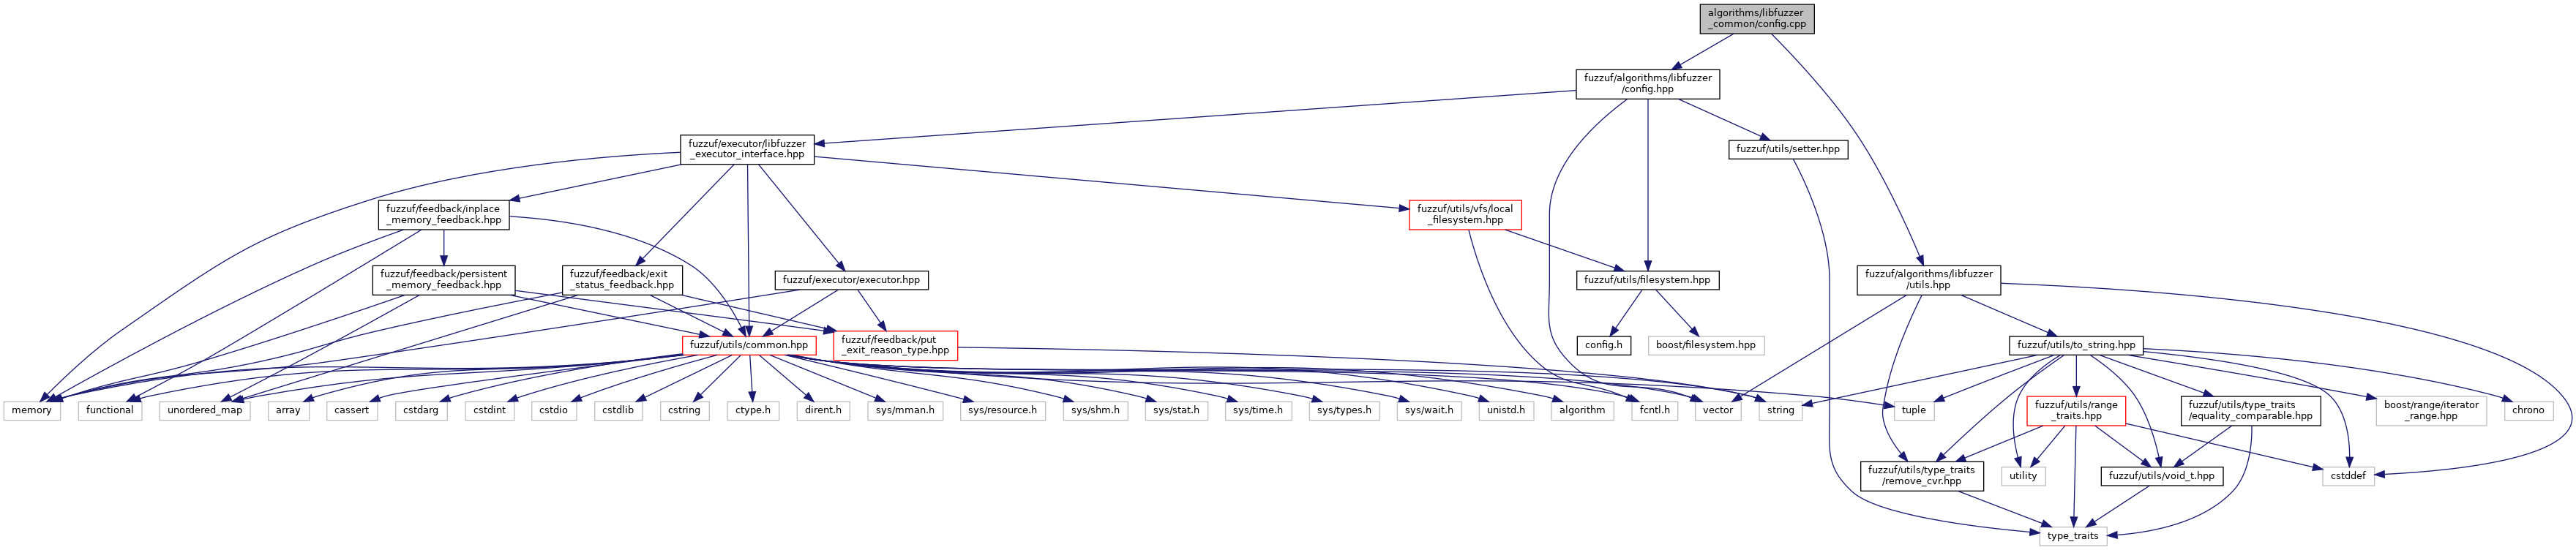 algorithms/libfuzzer
_common/config.cpp
fuzzuf/algorithms/libfuzzer
/config.hpp
fuzzuf/executor/libfuzzer
_executor_interface.hpp
fuzzuf/utils/setter.hpp
fuzzuf/feedback/inplace
_memory_feedback.hpp
fuzzuf/utils/vfs/local
_filesystem.hpp
fuzzuf/feedback/persistent
_memory_feedback.hpp
fuzzuf/feedback/exit
_status_feedback.hpp
fuzzuf/executor/executor.hpp
fuzzuf/utils/filesystem.hpp
fuzzuf/algorithms/libfuzzer
/utils.hpp
fuzzuf/utils/common.hpp
fuzzuf/feedback/put
_exit_reason_type.hpp
config.h
boost/filesystem.hpp
fuzzuf/utils/to_string.hpp
memory
functional
unordered_map
array
cassert
cstdarg
cstdint
cstdio
cstdlib
cstring
ctype.h
dirent.h
sys/mman.h
sys/resource.h
sys/shm.h
sys/stat.h
sys/time.h
sys/types.h
sys/wait.h
unistd.h
algorithm
fcntl.h
vector
string
tuple
fuzzuf/utils/range
_traits.hpp
fuzzuf/utils/type_traits
/equality_comparable.hpp
boost/range/iterator
_range.hpp
chrono
fuzzuf/utils/type_traits
/remove_cvr.hpp
utility
fuzzuf/utils/void_t.hpp
cstddef
type_traits